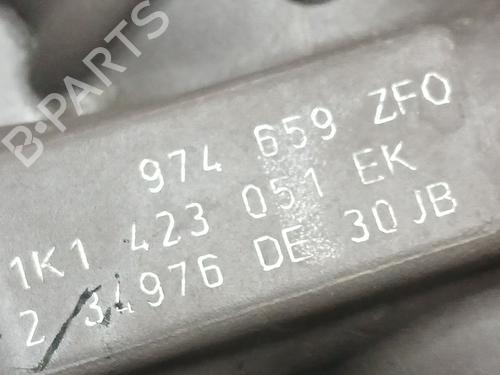 B-PARTS
974 659 ZFO
1K1 423 051 EK
2 34976 DE 30JB